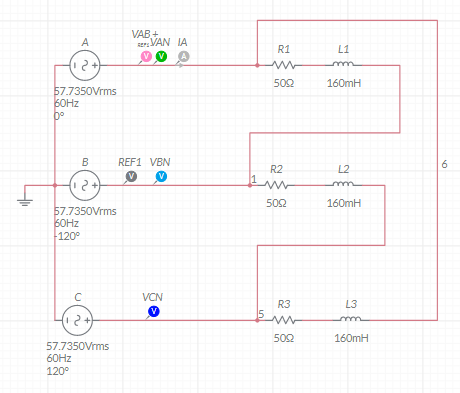 VAB +
A REF1 VAN IA R1 L1
V V A
57.7350Vrms 50Ω 160mH
60Hz
0°
B REF1 VBN 6
V V 1 R2 L2
57.7350Vrms 50Ω 160mH
60Hz
-120°
C VCN R3 L3
V 5
57.7350Vrms 50Ω 160mH
60Hz
120°